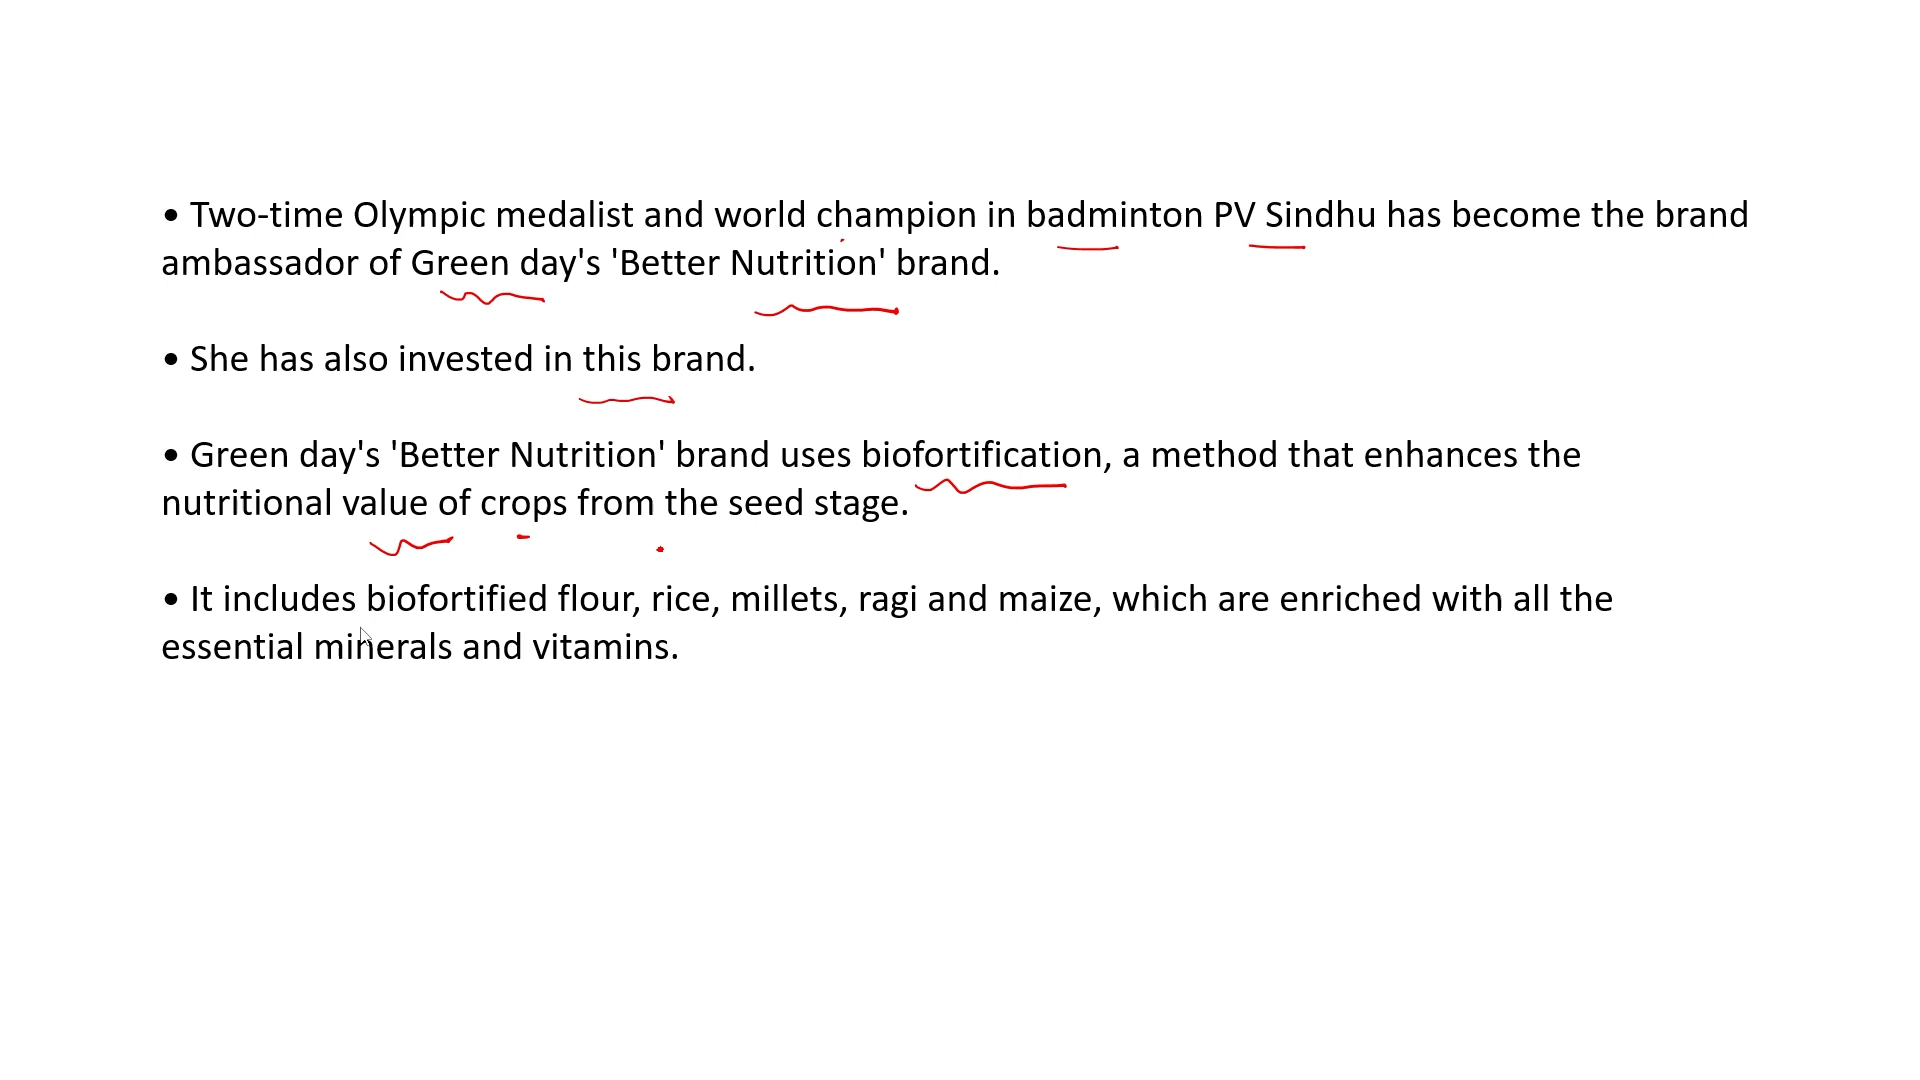 • Two-time Olympic medalist and world champion in badminton PV Sindhu has become the brand
ambassador of Green day's 'Better Nutrition' brand.
• She has also invested in this brand.
• Green day's 'Better Nutrition' brand uses biofortification, a method that enhances the
nutritional value of crops from the seed stage.
• It includes biofortified flour, rice, millets, ragi and maize, which are enriched with all the
essential minerals and vitamins.